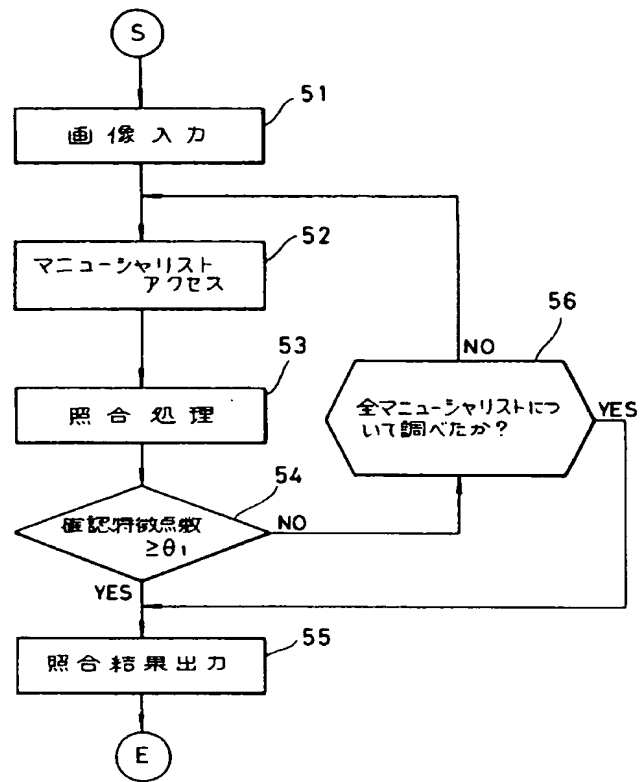 S
51
画像入力
52
マニューシャリスト
アクセス
53
照合処理
54
確認特徴点数
≥θ1
NO
YES
55
照合結果出力
E
56
NO
全マニューシャリストにつ
いて調べたか?
YES